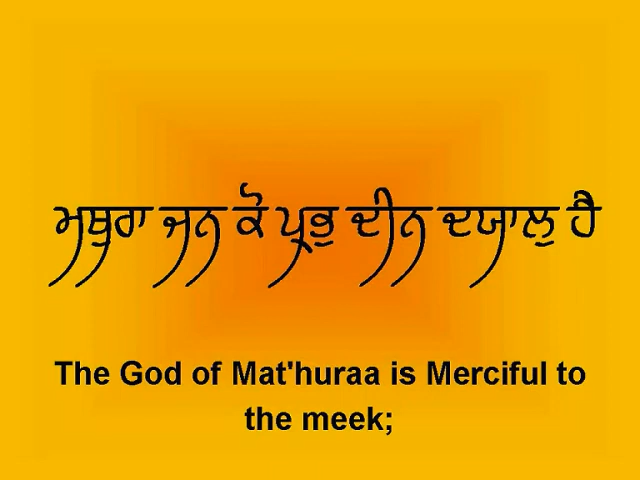 ਮਥੁਰਾ ਜਨ ਕੋ ਪ੍ਰਭੁ ਦੀਨ ਦਯਾਲੁ ਹੈ
The God of Mat'huraa is Merciful to
the meek;